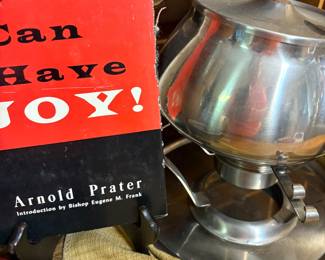 Can
Have
JOY!
Arnold Prater
Introduction by Bishop Eugene M. Frank